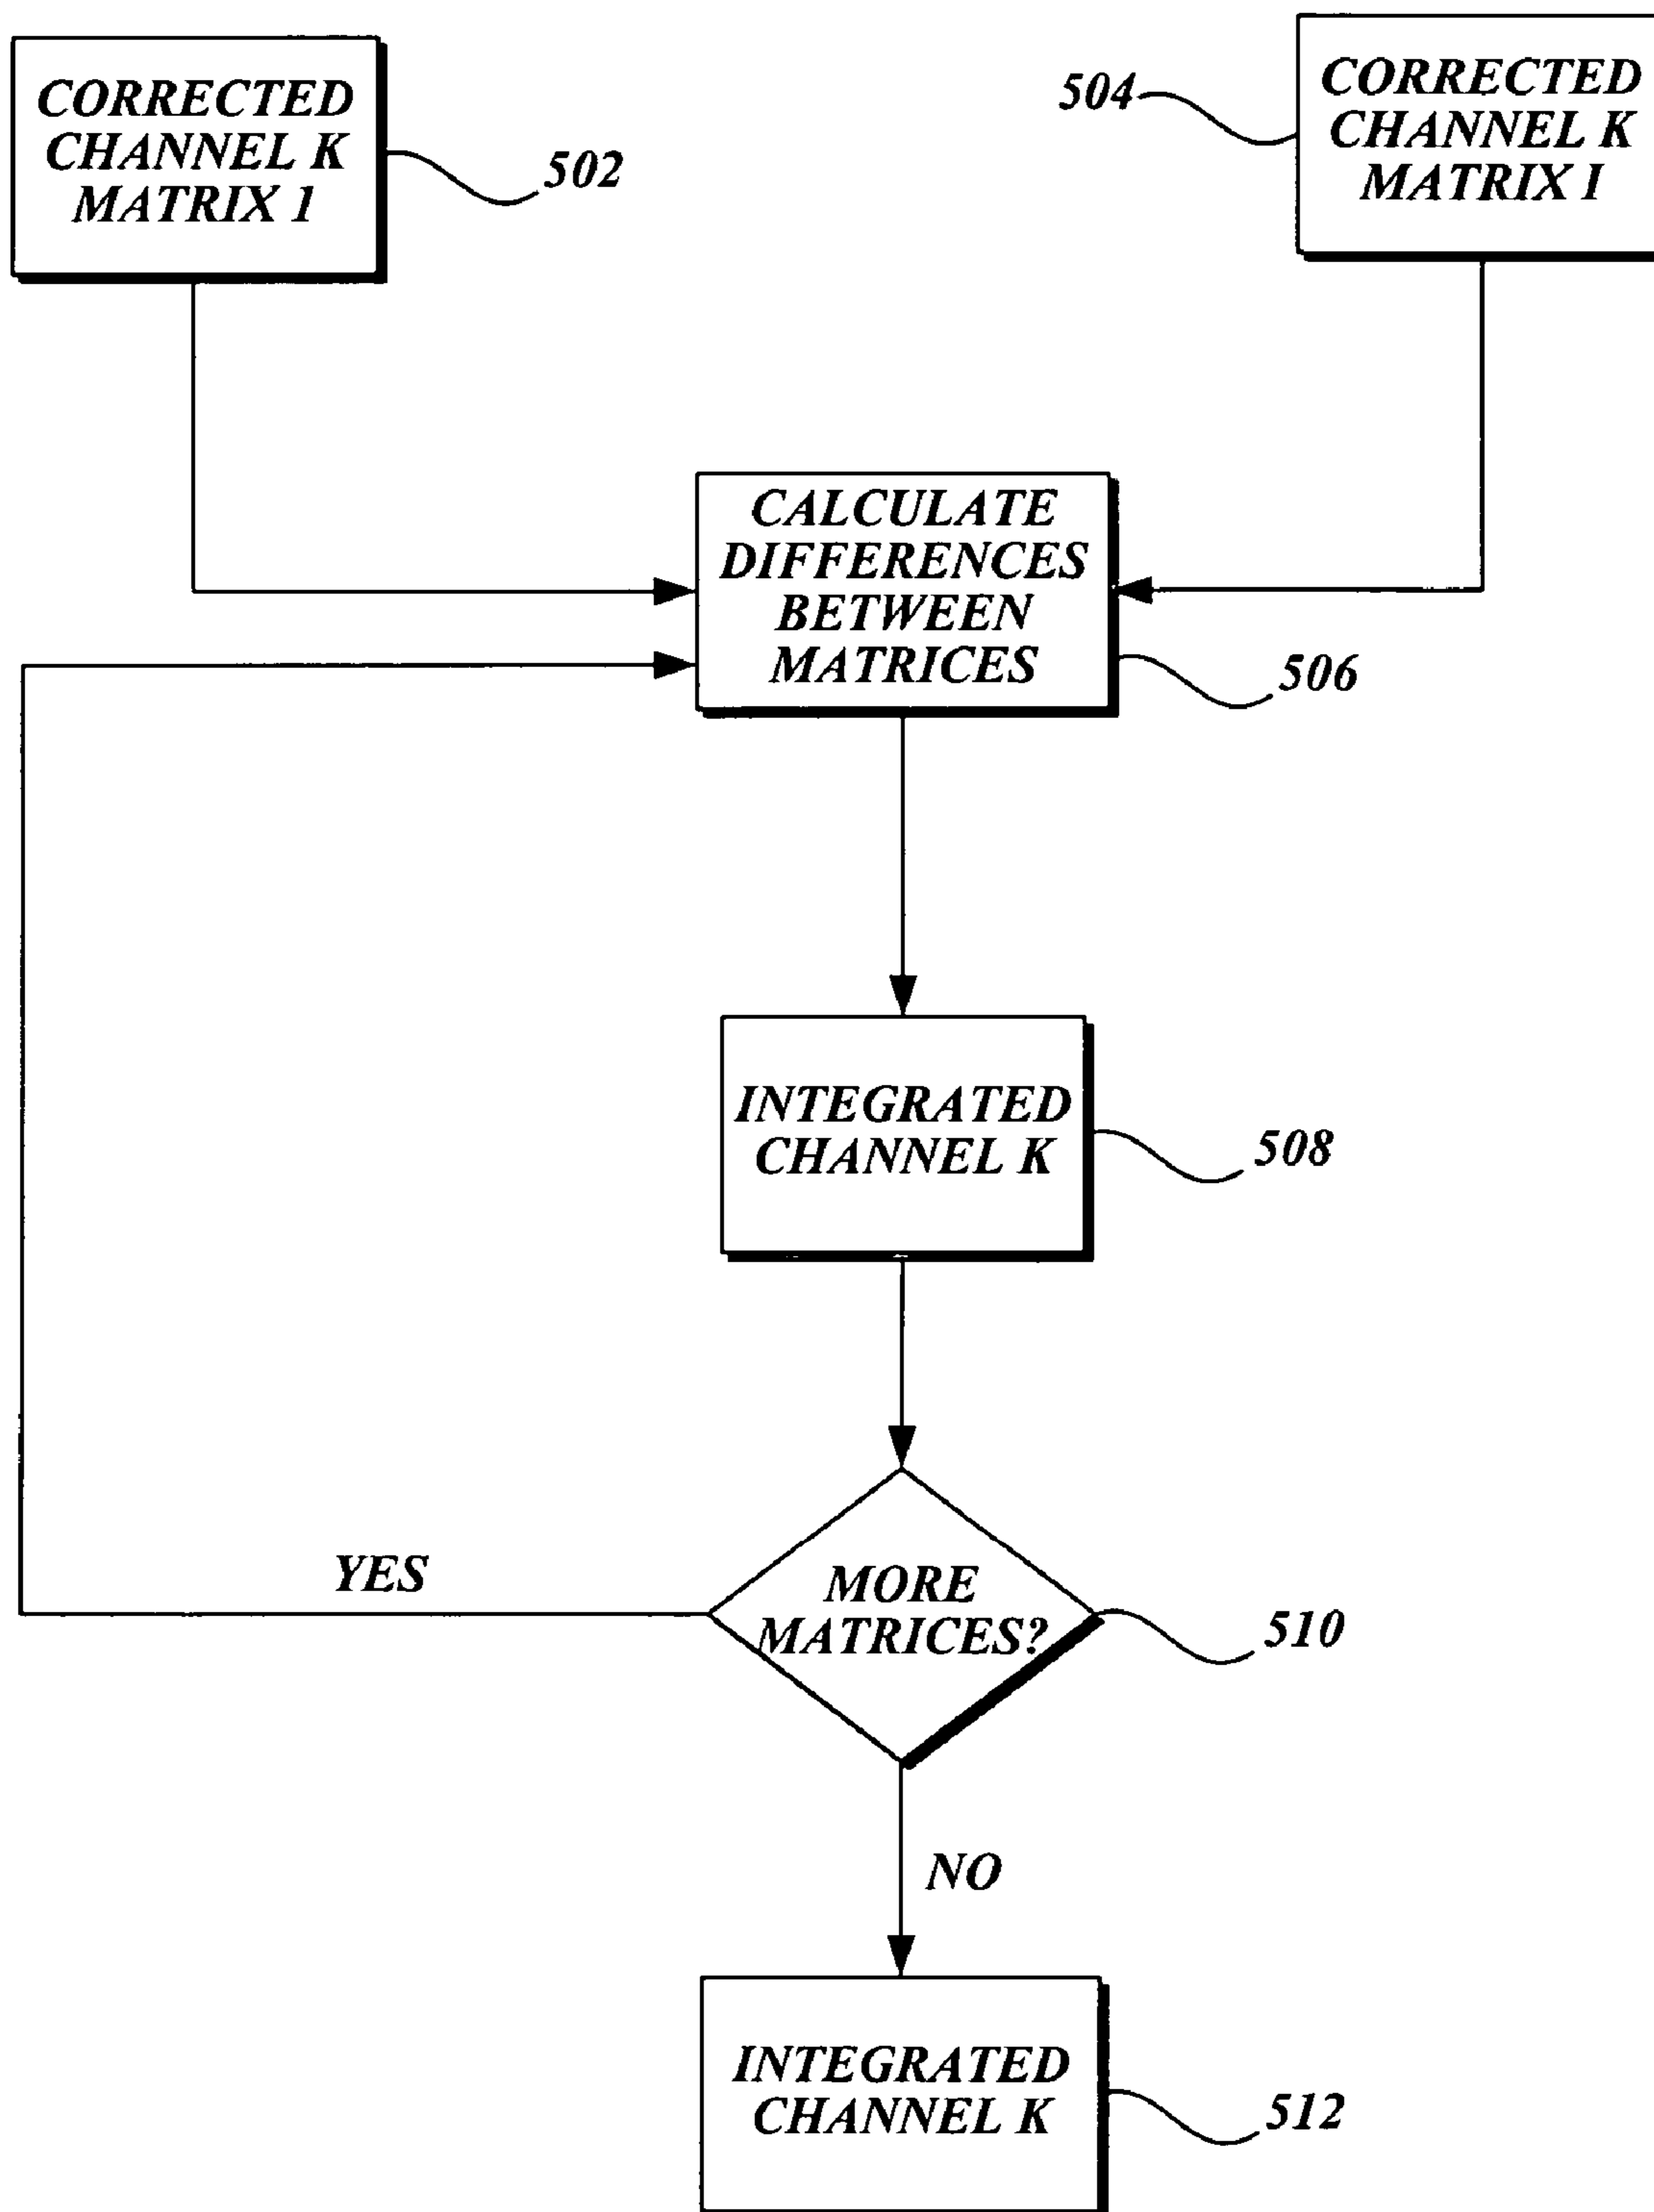 CORRECTED
CHANNEL K
MATRIX 1
502
504
CORRECTED
CHANNEL K
MATRIX I
CALCULATE
DIFFERENCES
BETWEEN
MATRICES
506
INTEGRATED
CHANNEL K
508
YES
MORE
MATRICES?
510
NO
INTEGRATED
CHANNEL K
512